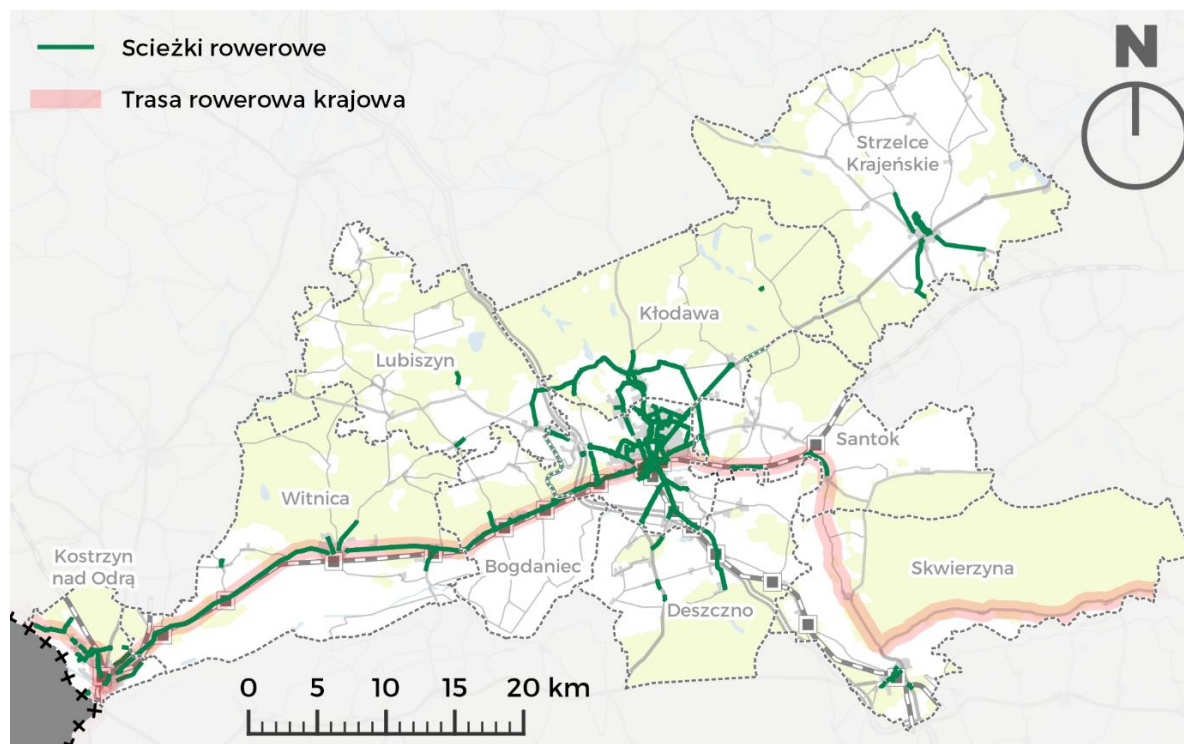 Scieżki rowerowe
Trasa rowerowa krajowa
N
Strzelce
Krajeńskie
Kłodawa
Lubiszyn
Santok
Witnica
Kostrzyn
nad Odrą
Bogdaniec
Skwierzyna
Deszczno
0 5 10 15 20 km